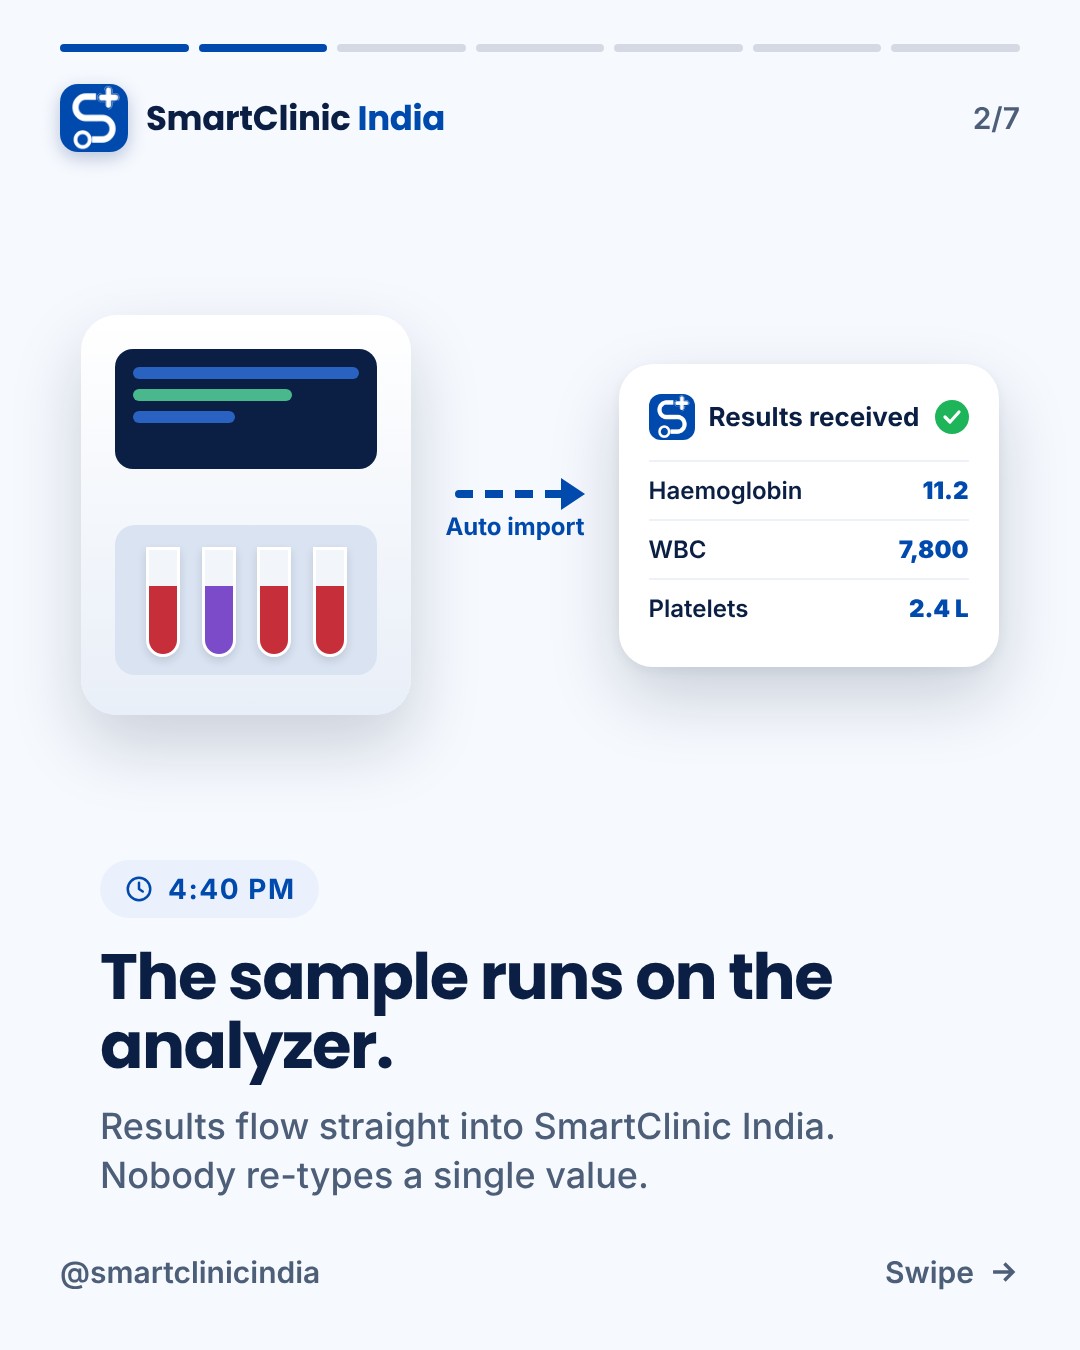 SmartClinic India
2/7
Results received
Haemoglobin 11.2
WBC 7,800
Platelets 2.4 L
Auto import
4:40 PM
The sample runs on the
analyzer.
Results flow straight into SmartClinic India.
Nobody re-types a single value.
@smartclinicindia
Swipe →